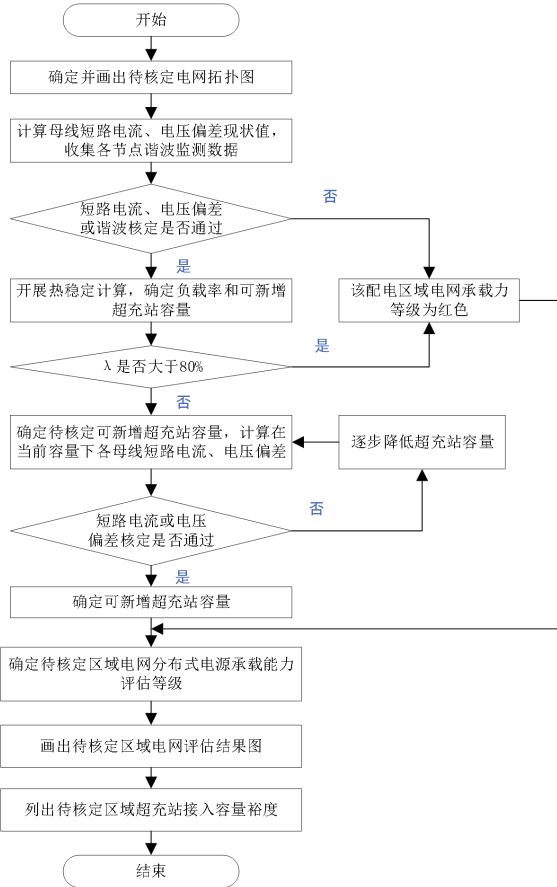 开始
确定并画出待核定电网拓扑图
计算母线短路电流、电压偏差现状值，
收集各节点谐波监测数据
短路电流、电压偏差
或谐波核定是否通过
否
是
开展热稳定计算，确定负载率和可新增
超充站容量
该配电区域电网承载力
等级为红色
λ是否大于80%
是
否
确定待核定可新增超充站容量，计算在
当前容量下各母线短路电流、电压偏差
逐步降低超充站容量
短路电流或电压
偏差核定是否通过
否
是
确定可新增超充站容量
确定待核定区域电网分布式电源承载能力
评估等级
画出待核定区域电网评估结果图
列出待核定区域超充站接入容量裕度
结束